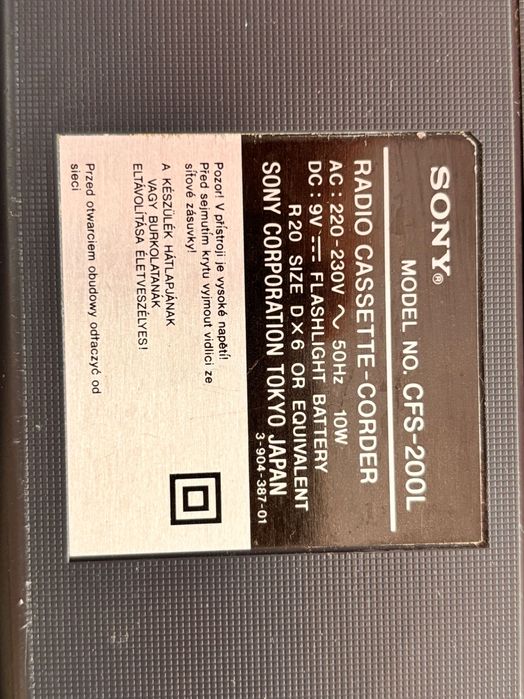 SONY®
MODEL NO. CFS-200L
RADIO CASSETTE-CORDER
AC: 220-230V ~ 50Hz 10W
DC: 9V ⎓ FLASHLIGHT BATTERY
R20 SIZE D×6 OR EQUIVALENT
SONY CORPORATION TOKYO JAPAN
3-904-387-01
Pozor! V přístroji je vysoké napětí!
Před sejmutím krytu vyjmout vidlici ze
síťové zásuvky!
A KÉSZÜLÉK HÁTLAPJÁNAK
VAGY BURKOLATANÁK
ELTÁVOLITÁSA ÉLETVESZÉLYES!
Przed otwarciem obudowy odłączyć od
sieci